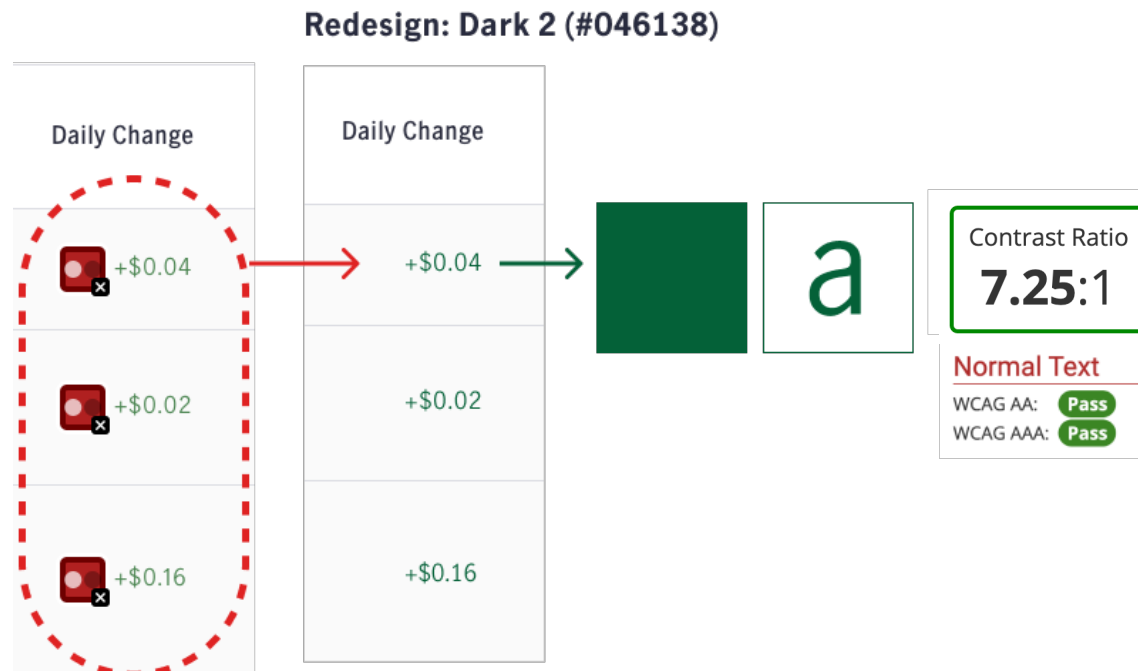 Redesign: Dark 2 (#046138)
Daily Change
+$0.04
+$0.02
+$0.16
Daily Change
+$0.04
+$0.02
+$0.16
a
Contrast Ratio
7.25:1
Normal Text
WCAG AA: Pass
WCAG AAA: Pass